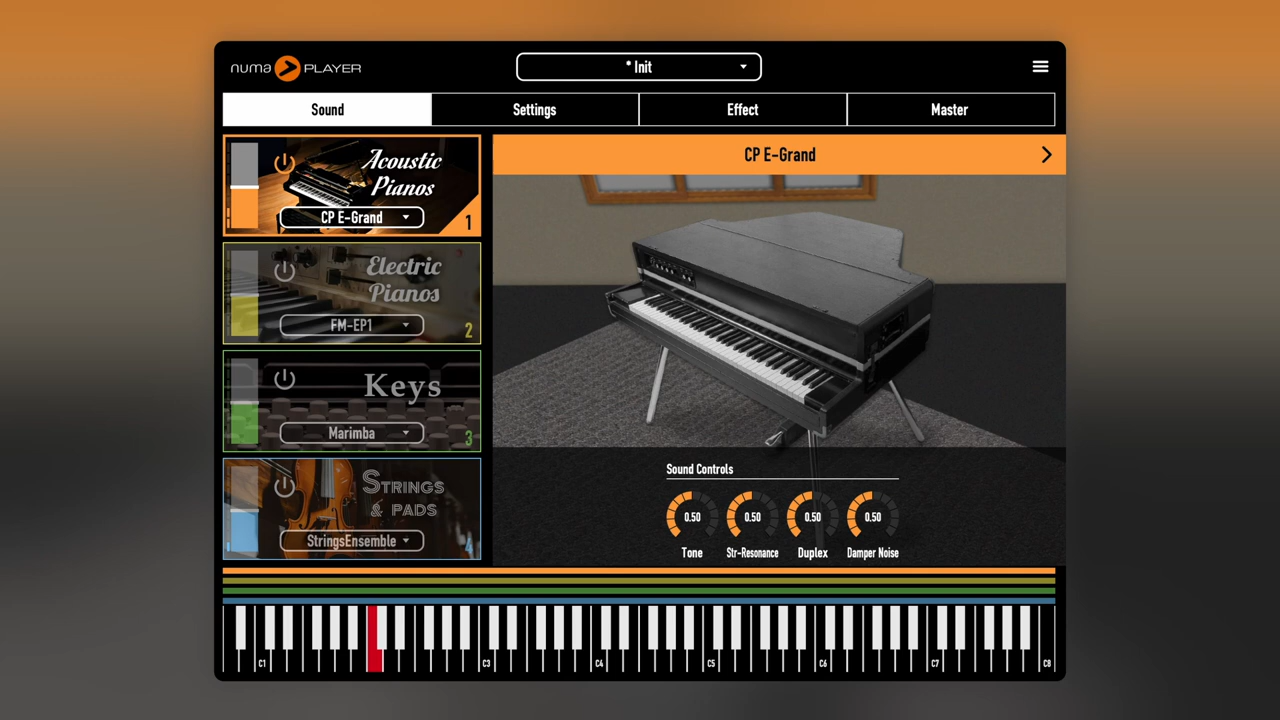 numa PLAYER
* Init
Sound
Settings
Effect
Master
Acoustic
Pianos
CP E-Grand
1
Electric
Pianos
FM-EP1
2
Keys
Marimba
3
STRINGS
& PADS
StringsEnsemble
4
CP E-Grand
Sound Controls
0.50
0.50
0.50
0.50
Tone
Str-Resonance
Duplex
Damper Noise
C1
C3
C4
C5
C6
C7
C8